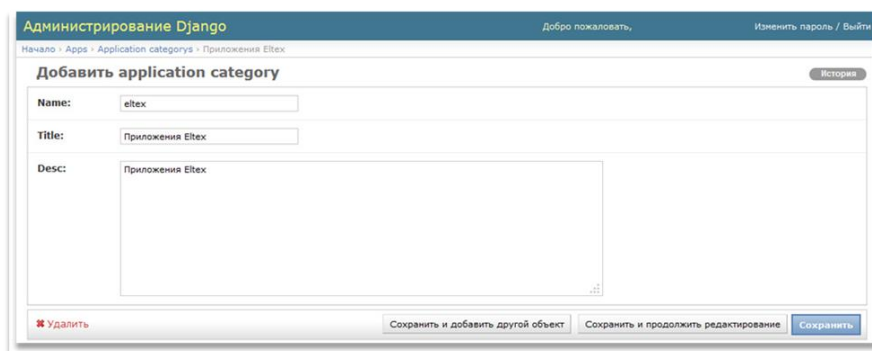 Администрирование Django Добро пожаловать, Изменить пароль / Выйти
Начало › Apps › Application categorys › Приложения Eltex
Добавить application category История
Name: eltex
Title: Приложения Eltex
Desc: Приложения Eltex
✖ Удалить Сохранить и добавить другой объект Сохранить и продолжить редактирование Сохранить